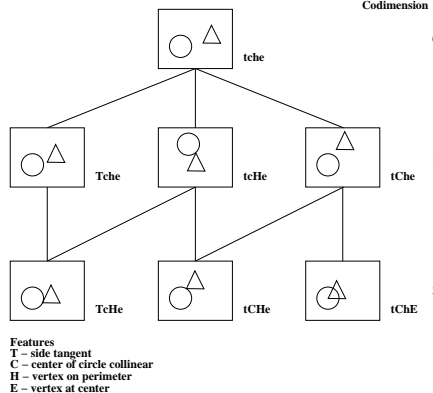 Codimension
tche
Tche
tcHe
tChe
TcHe
tCHe
tChE
Features
T – side tangent
C – center of circle collinear
H – vertex on perimeter
E – vertex at center